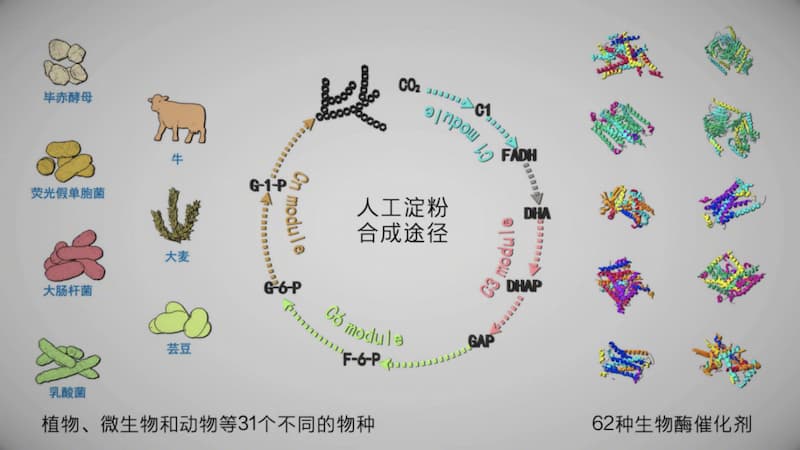 毕赤酵母
牛
荧光假单胞菌
大麦
大肠杆菌
芸豆
乳酸菌
CO₂
C1
C1 module
FADH
DHA
C3 module
DHAP
GAP
C6 module
F-6-P
G-6-P
Cn module
G-1-P
人工淀粉
合成途径
植物、微生物和动物等31个不同的物种
62种生物酶催化剂